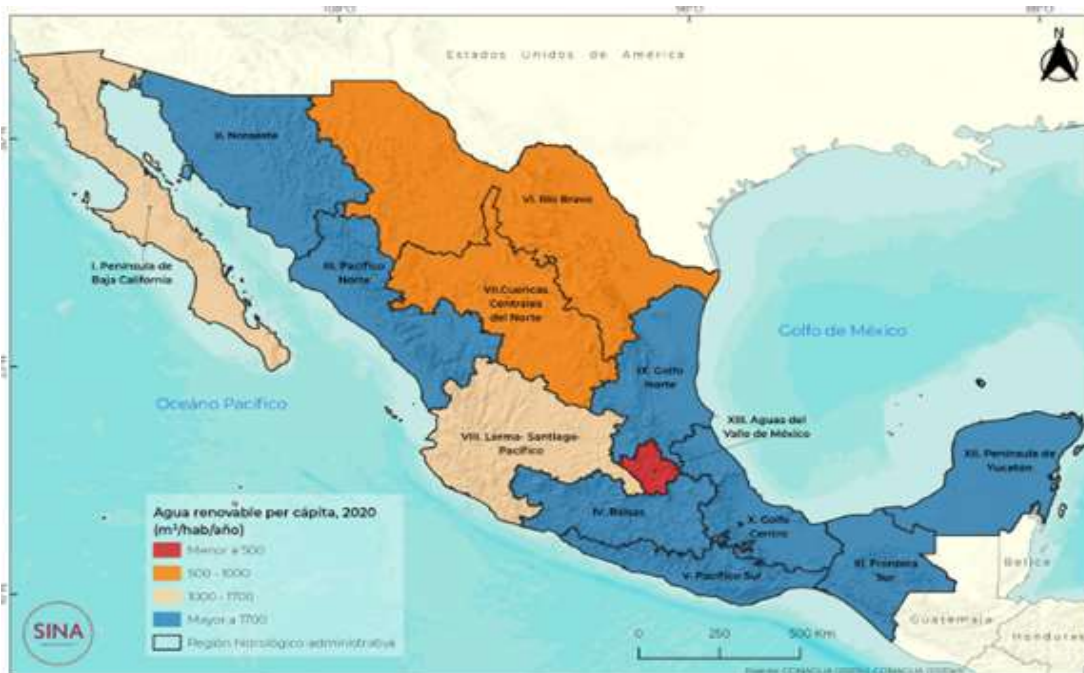 Estados Unidos de América
N
II. Noroeste
VI. Río Bravo
I. Península de
Baja California
III. Pacífico
Norte
VII.Cuencas
Centrales
del Norte
Golfo de México
IX. Golfo
Norte
Océano Pacífico
XIII. Aguas del
Valle de México
VIII. Lerma- Santiago-
Pacífico
XII. Península de
Yucatán
IV. Balsas
X. Golfo
Centro
V. Pacífico Sur
XI. Frontera
Sur
Belice
Guatemala
Honduras
Agua renovable per cápita, 2020
(m³/hab/año)
Menor a 500
500 - 1000
1000 - 1700
Mayor a 1700
Región hidrológico administrativa
SINA
0 250 500 Km